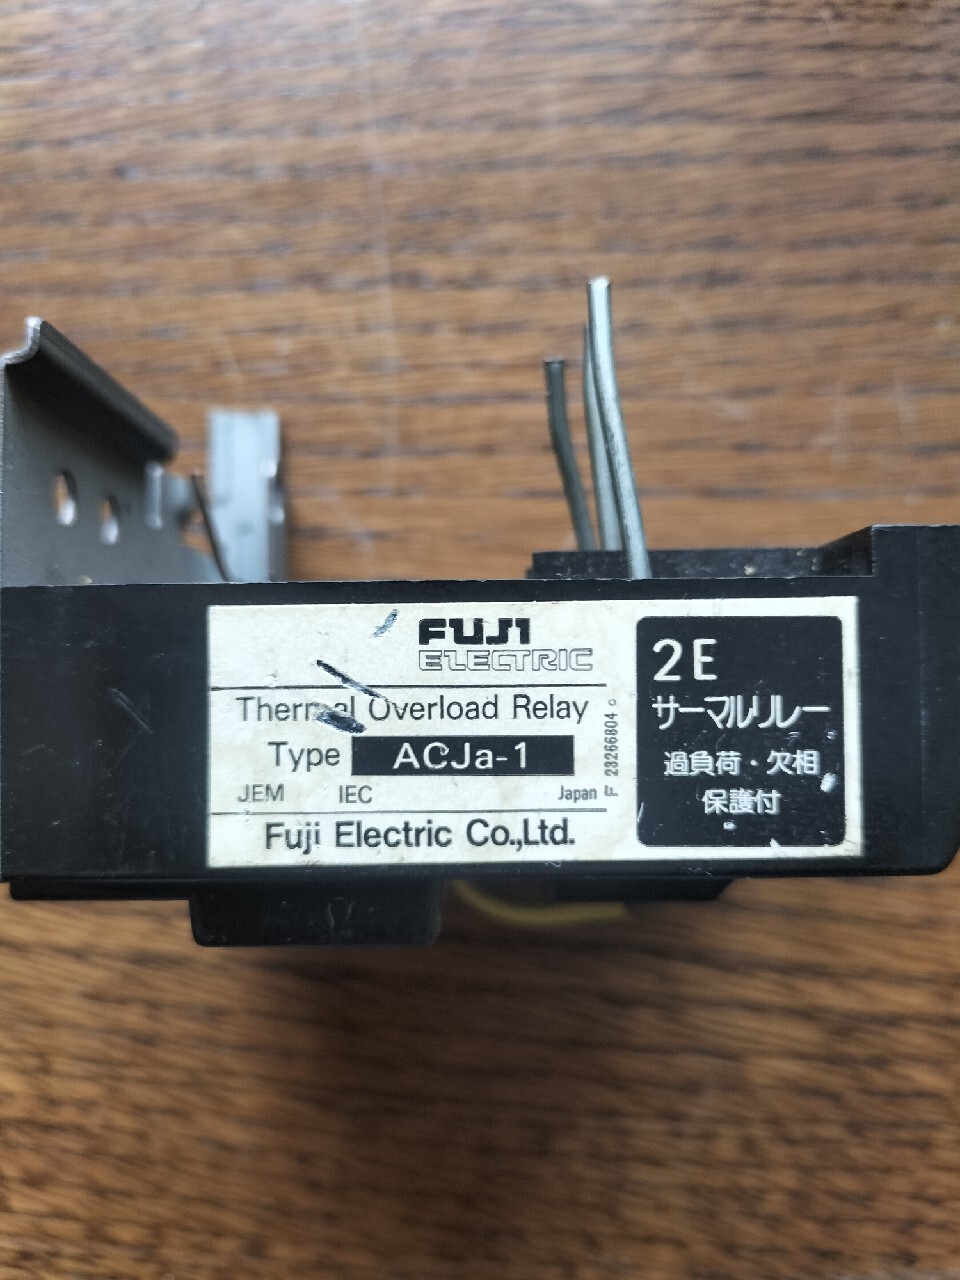 FUJI
ELECTRIC
Thermal Overload Relay
Type ACJa-1
JEM IEC Japan
F 23266804 c
Fuji Electric Co.,Ltd.
2E
サーマルリレー
過負荷・欠相
保護付